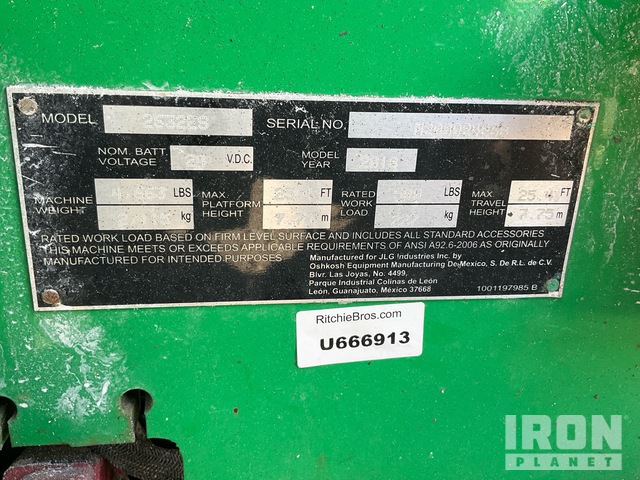 MODEL 2632ES SERIAL NO.
NOM. BATT. VOLTAGE 24 V.D.C. MODEL YEAR
MACHINE WEIGHT LBS kg MAX. PLATFORM HEIGHT FT m RATED WORK LOAD LBS kg MAX. TRAVEL HEIGHT FT 7.75 m
RATED WORK LOAD BASED ON FIRM LEVEL SURFACE AND INCLUDES ALL STANDARD ACCESSORIES
THIS MACHINE MEETS OR EXCEEDS APPLICABLE REQUIREMENTS OF ANSI A92.6-2006 AS ORIGINALLY
MANUFACTURED FOR INTENDED PURPOSES
Manufactured for JLG Industries Inc. by
Oshkosh Equipment Manufacturing De Mexico, S. De R.L. de C.V.
Blvr. Las Joyas, No. 4499,
Parque Industrial Colinas de León
León, Guanajuato, México 37668
1001197985 B
RitchieBros.com
U666913
IRON
PLANET